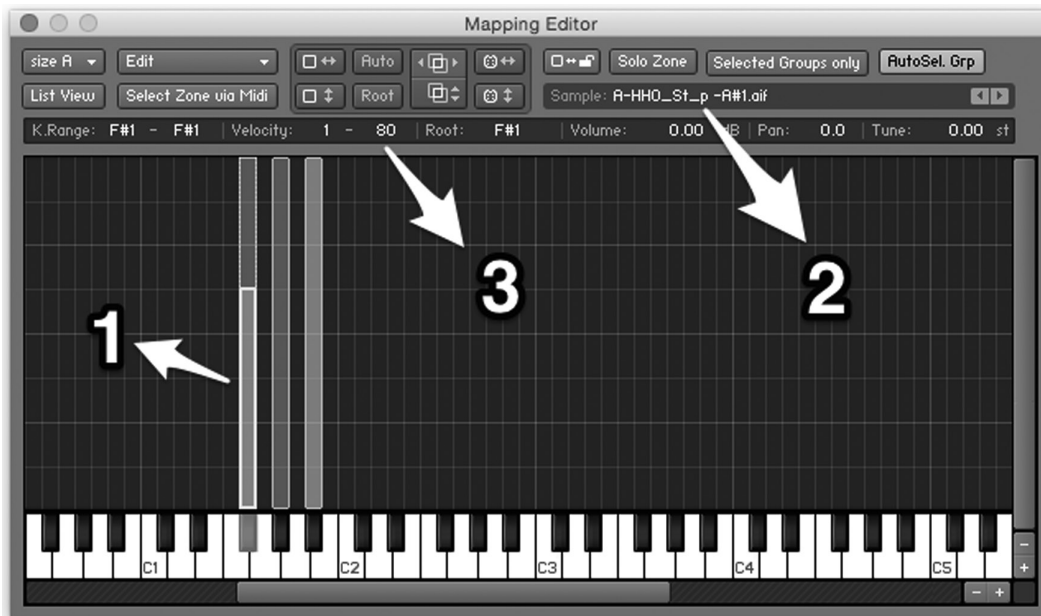 Mapping Editor
size A Edit Auto Solo Zone Selected Groups only AutoSel. Grp
List View Select Zone via Midi Root Sample: A-HHO_St_p -A#1.aif
K.Range: F#1 - F#1 Velocity: 1 - 80 Root: F#1 Volume: 0.00 dB Pan: 0.0 Tune: 0.00 st
1
3
2
C1 C2 C3 C4 C5